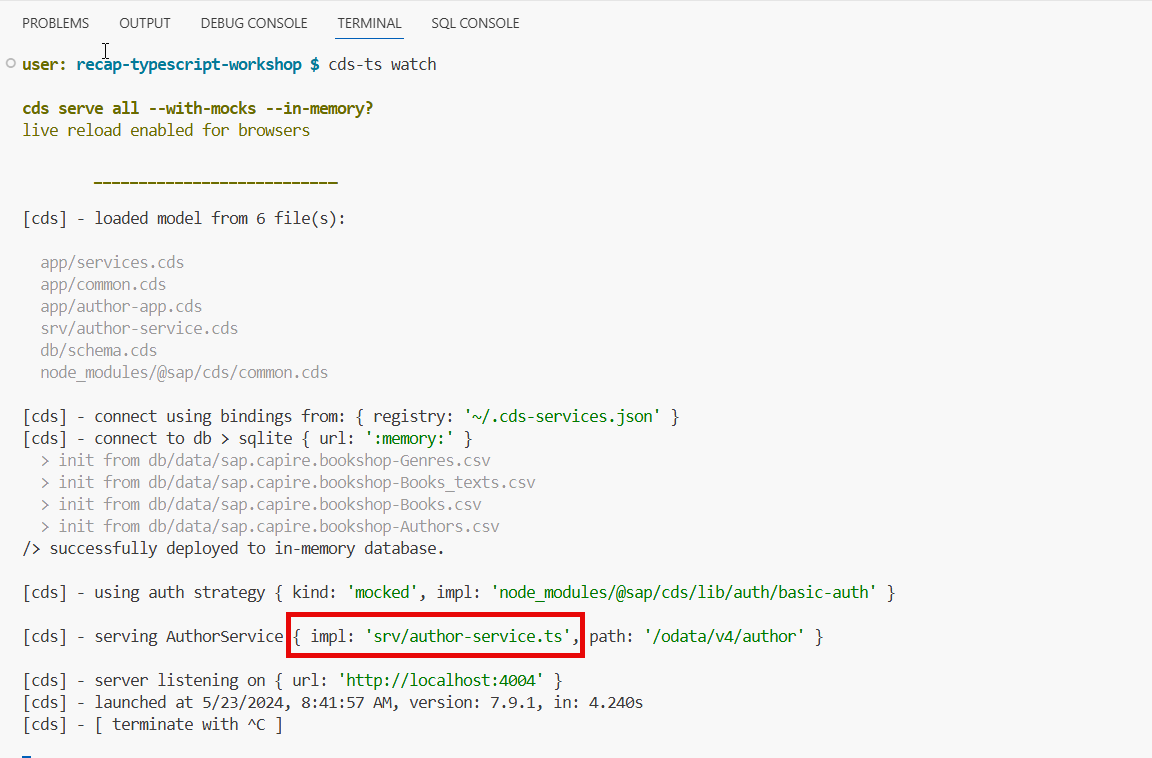 PROBLEMS OUTPUT DEBUG CONSOLE TERMINAL SQL CONSOLE
user: recap-typescript-workshop $ cds-ts watch
cds serve all --with-mocks --in-memory?
live reload enabled for browsers
___________________________
[cds] - loaded model from 6 file(s):
app/services.cds
app/common.cds
app/author-app.cds
srv/author-service.cds
db/schema.cds
node_modules/@sap/cds/common.cds
[cds] - connect using bindings from: { registry: '~/.cds-services.json' }
[cds] - connect to db > sqlite { url: ':memory:' }
> init from db/data/sap.capire.bookshop-Genres.csv
> init from db/data/sap.capire.bookshop-Books_texts.csv
> init from db/data/sap.capire.bookshop-Books.csv
> init from db/data/sap.capire.bookshop-Authors.csv
/> successfully deployed to in-memory database.
[cds] - using auth strategy { kind: 'mocked', impl: 'node_modules/@sap/cds/lib/auth/basic-auth' }
[cds] - serving AuthorService { impl: 'srv/author-service.ts', path: '/odata/v4/author' }
[cds] - server listening on { url: 'http://localhost:4004' }
[cds] - launched at 5/23/2024, 8:41:57 AM, version: 7.9.1, in: 4.240s
[cds] - [ terminate with ^C ]